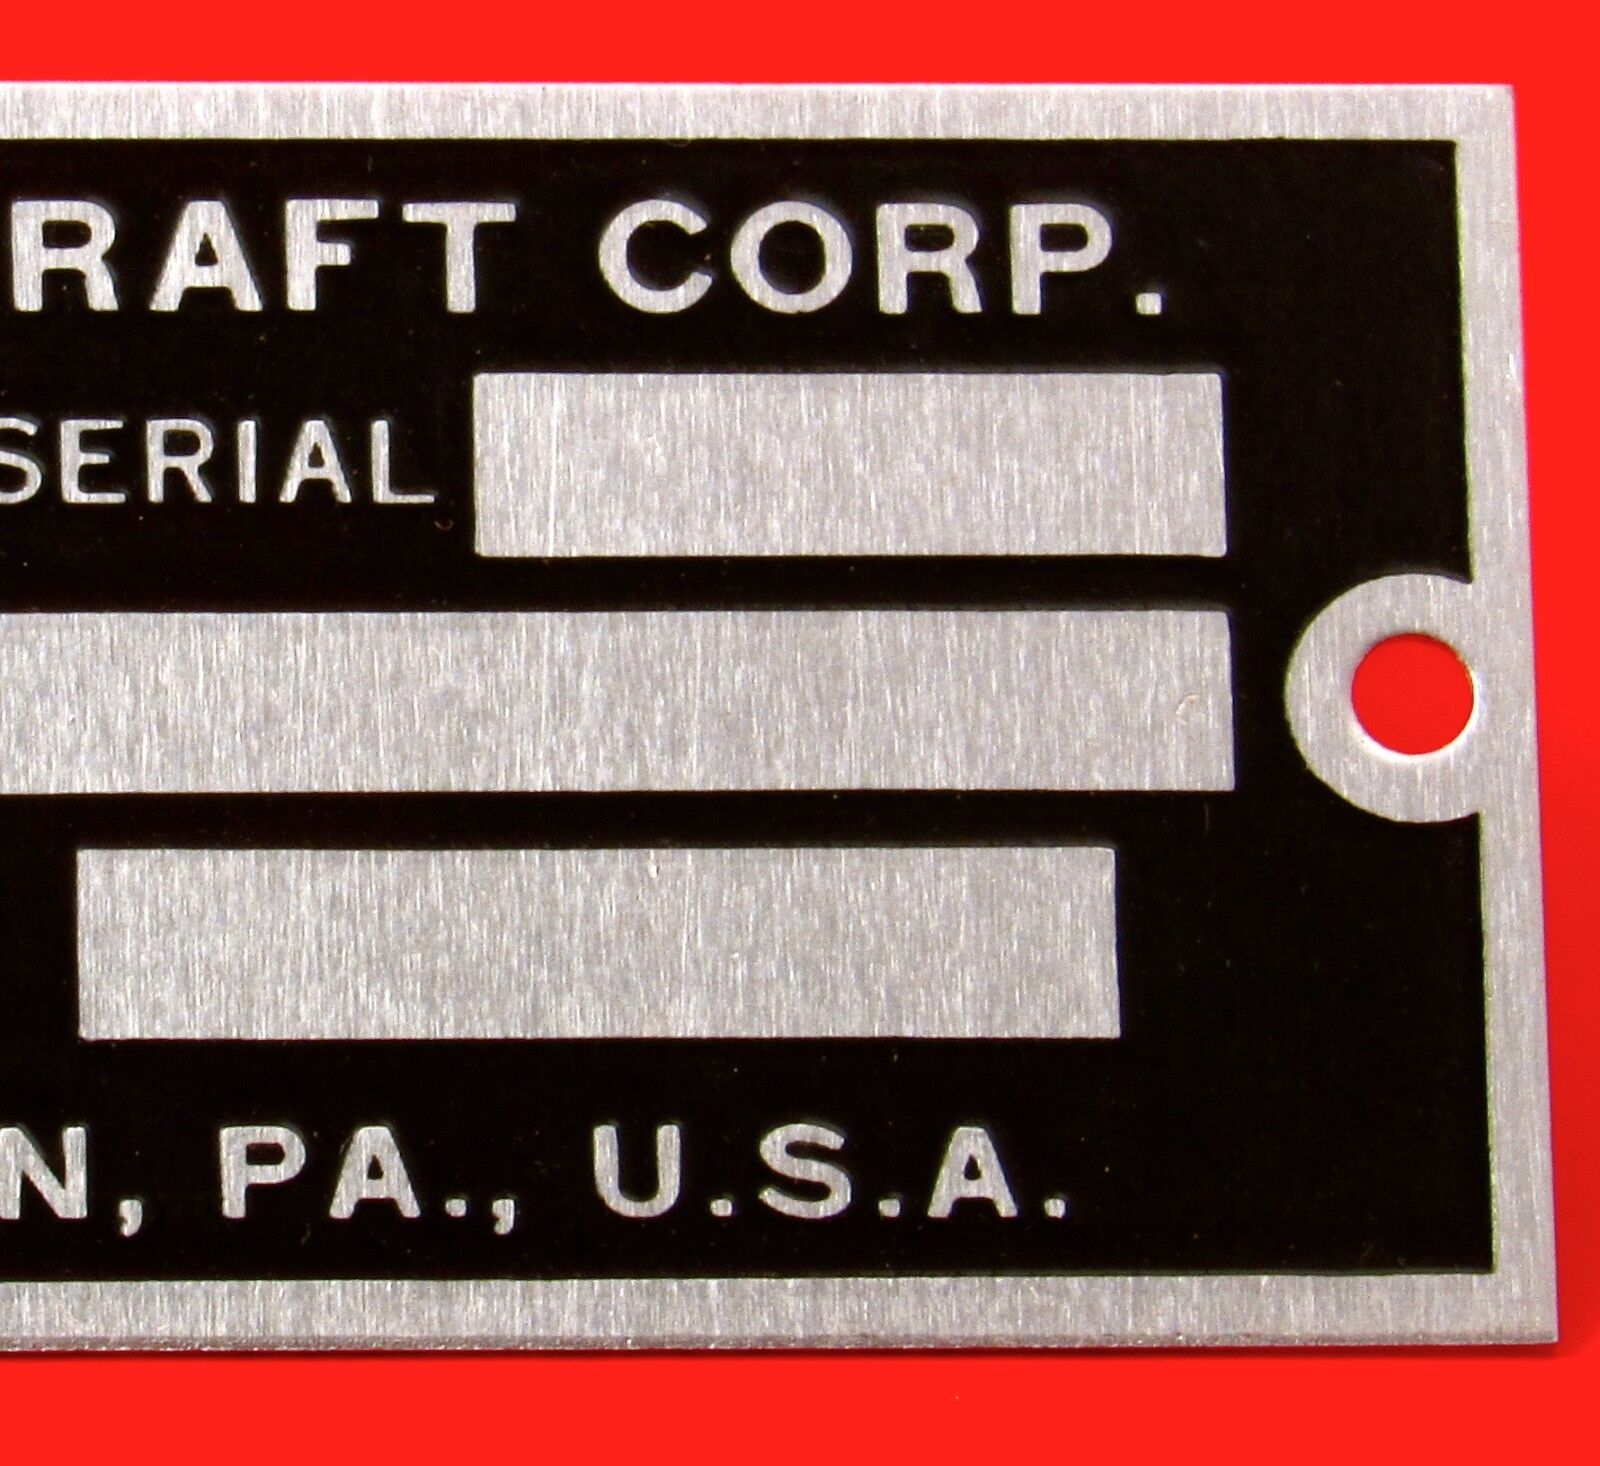 RAFT CORP.
SERIAL
N, PA., U.S.A.